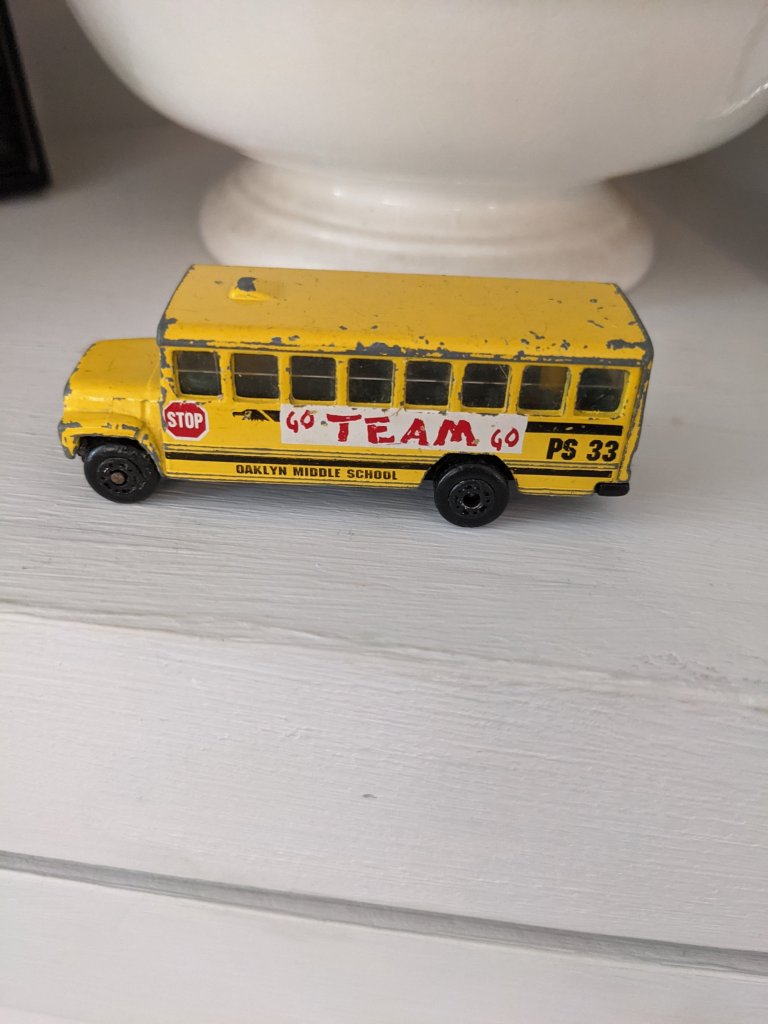 STOP
GO TEAM GO
PS 33
OAKLYN MIDDLE SCHOOL